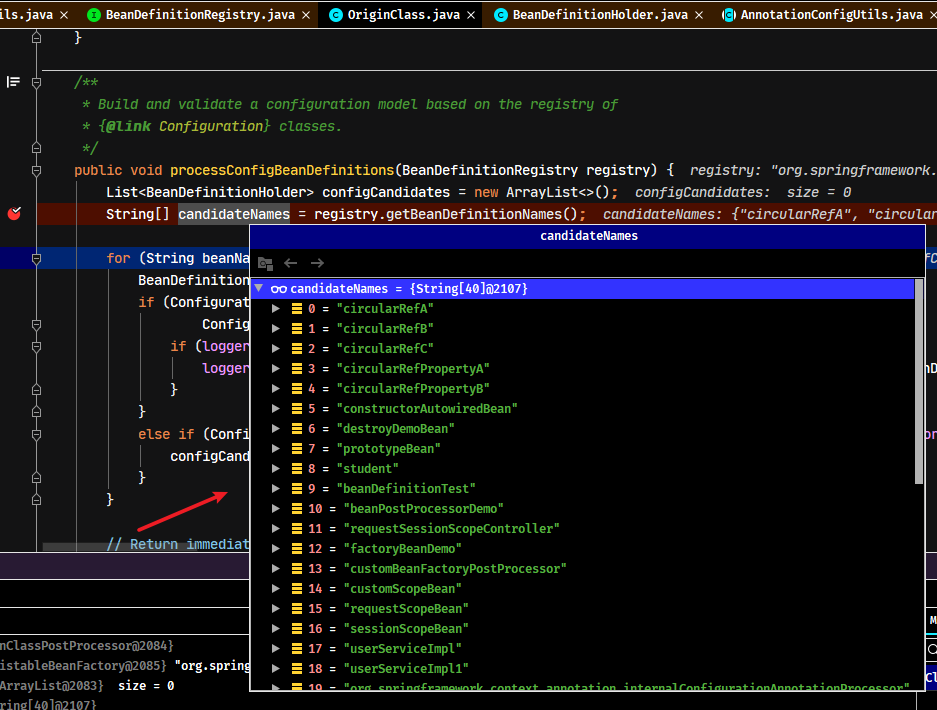 ils.java × BeanDefinitionRegistry.java × OriginClass.java × BeanDefinitionHolder.java × AnnotationConfigUtils.java ×
}
/**
* Build and validate a configuration model based on the registry of
* {@link Configuration} classes.
*/
public void processConfigBeanDefinitions(BeanDefinitionRegistry registry) { registry: "org.springframework.
List<BeanDefinitionHolder> configCandidates = new ArrayList<>(); configCandidates: size = 0
String[] candidateNames = registry.getBeanDefinitionNames(); candidateNames: {"circularRefA", "circular
candidateNames
for (String beanNa
BeanDefinition
if (Configurat
Config
if (logger
logger
}
}
else if (Confi
configCand
}
}
// Return immediat
candidateNames = {String[40]@2107}
0 = "circularRefA"
1 = "circularRefB"
2 = "circularRefC"
3 = "circularRefPropertyA"
4 = "circularRefPropertyB"
5 = "constructorAutowiredBean"
6 = "destroyDemoBean"
7 = "prototypeBean"
8 = "student"
9 = "beanDefinitionTest"
10 = "beanPostProcessorDemo"
11 = "requestSessionScopeController"
12 = "factoryBeanDemo"
13 = "customBeanFactoryPostProcessor"
14 = "customScopeBean"
15 = "requestScopeBean"
16 = "sessionScopeBean"
17 = "userServiceImpl"
18 = "userServiceImpl1"
19 = "org.springframework.context.annotation.internalConfigurationAnnotationProcessor"
nClassPostProcessor@2084}
istableBeanFactory@2085} "org.spring
ArrayList@2083} size = 0
ring[40]@2107}